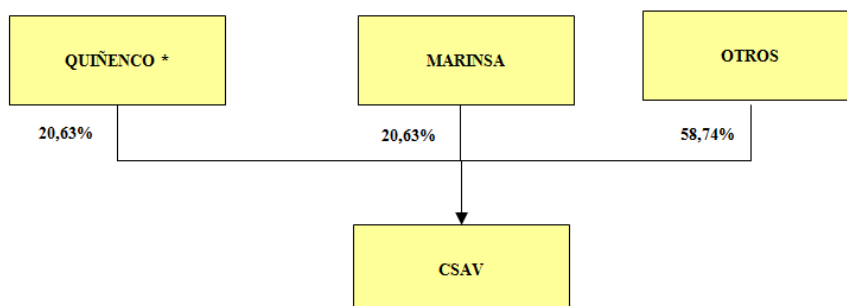 QUIÑENCO *
MARINSA
OTROS
20,63%
20,63%
58,74%
CSAV